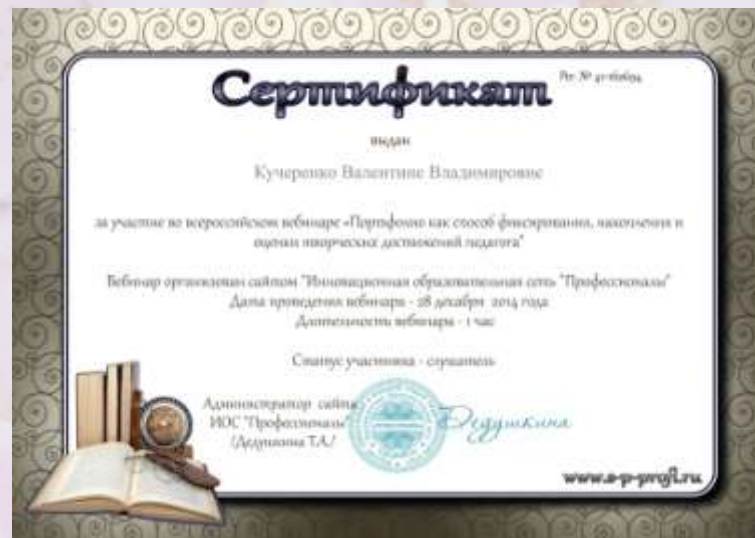 Сертификат
Рег. №
выдан
Кучеренко Валентине Владимировне
за участие во всероссийском вебинаре «Портфолио как способ фиксирования, накопления и
оценки творческих достижений педагога"
Вебинар организован сайтом "Инновационная образовательная сеть "Профессионалы"
Дата проведения вебинара - 28 декабря 2014 года
Длительность вебинара - 1 час
Статус участника - слушатель
Администратор сайта
ИОС "Профессионалы"
/Дедушкина Т.А./
Дедушкина
www.s-p-profi.ru